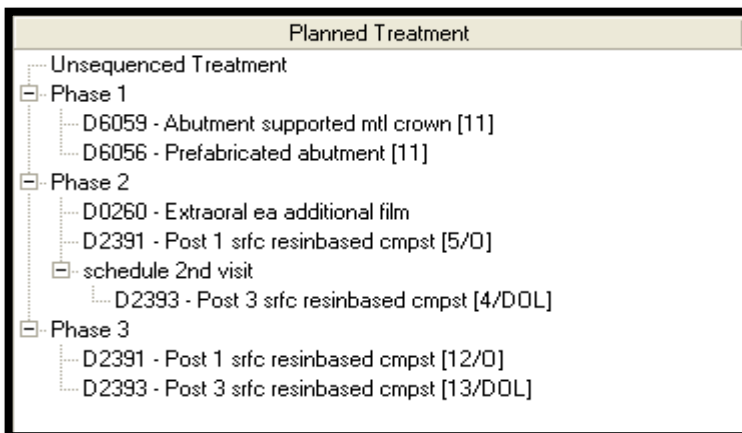 Planned Treatment
Unsequenced Treatment
Phase 1
D6059 - Abutment supported mtl crown [11]
D6056 - Prefabricated abutment [11]
Phase 2
D0260 - Extraoral ea additional film
D2391 - Post 1 srfc resinbased cmpst [5/O]
schedule 2nd visit
D2393 - Post 3 srfc resinbased cmpst [4/DOL]
Phase 3
D2391 - Post 1 srfc resinbased cmpst [12/O]
D2393 - Post 3 srfc resinbased cmpst [13/DOL]